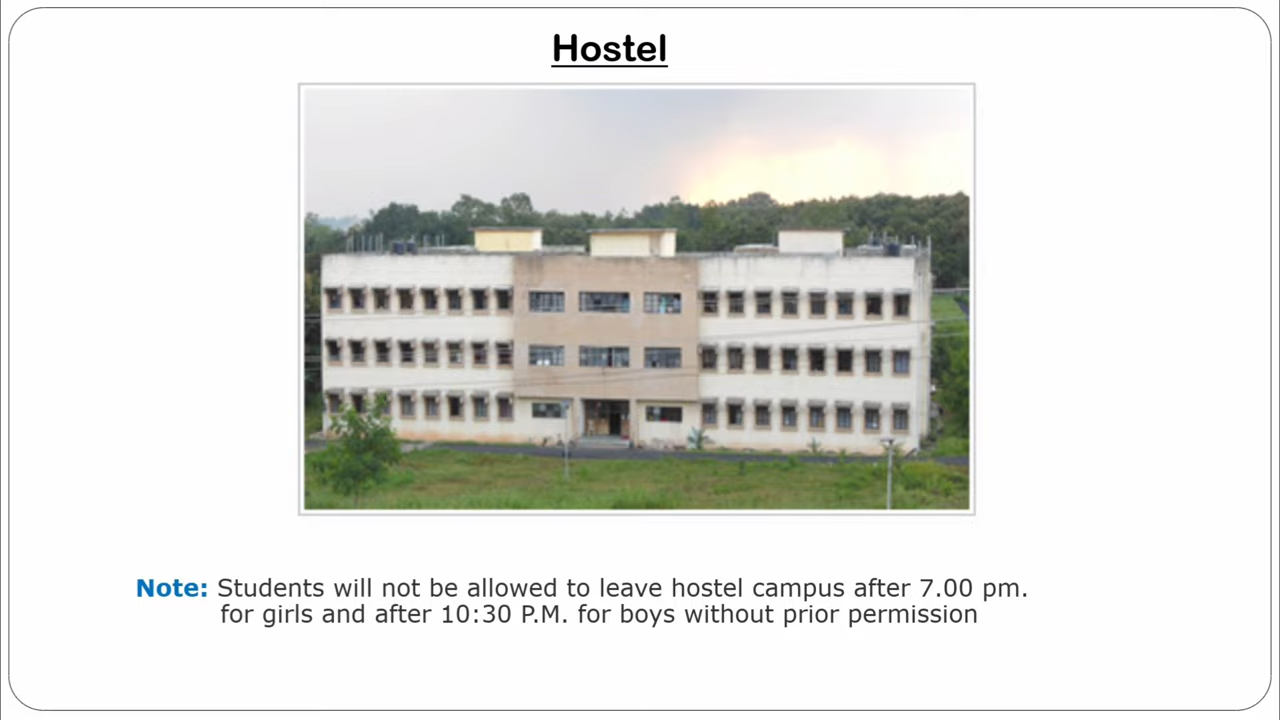 Hostel
Note: Students will not be allowed to leave hostel campus after 7.00 pm.
for girls and after 10:30 P.M. for boys without prior permission